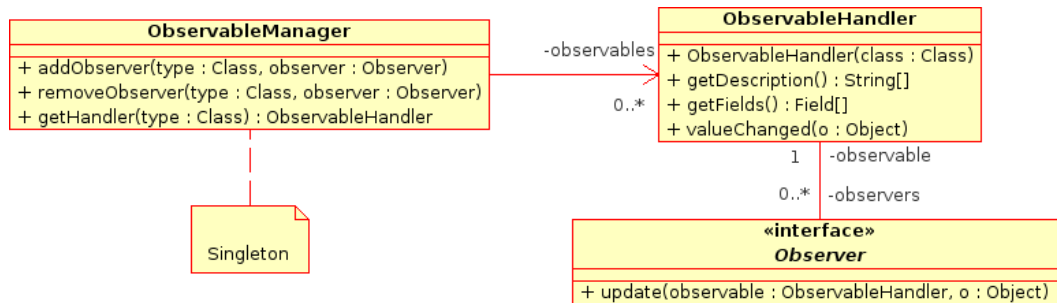 ObservableManager
+ addObserver(type : Class, observer : Observer)
+ removeObserver(type : Class, observer : Observer)
+ getHandler(type : Class) : ObservableHandler
Singleton
-observables
0..*
ObservableHandler
+ ObservableHandler(class : Class)
+ getDescription() : String[]
+ getFields() : Field[]
+ valueChanged(o : Object)
1 -observable
0..* -observers
«interface»
Observer
+ update(observable : ObservableHandler, o : Object)